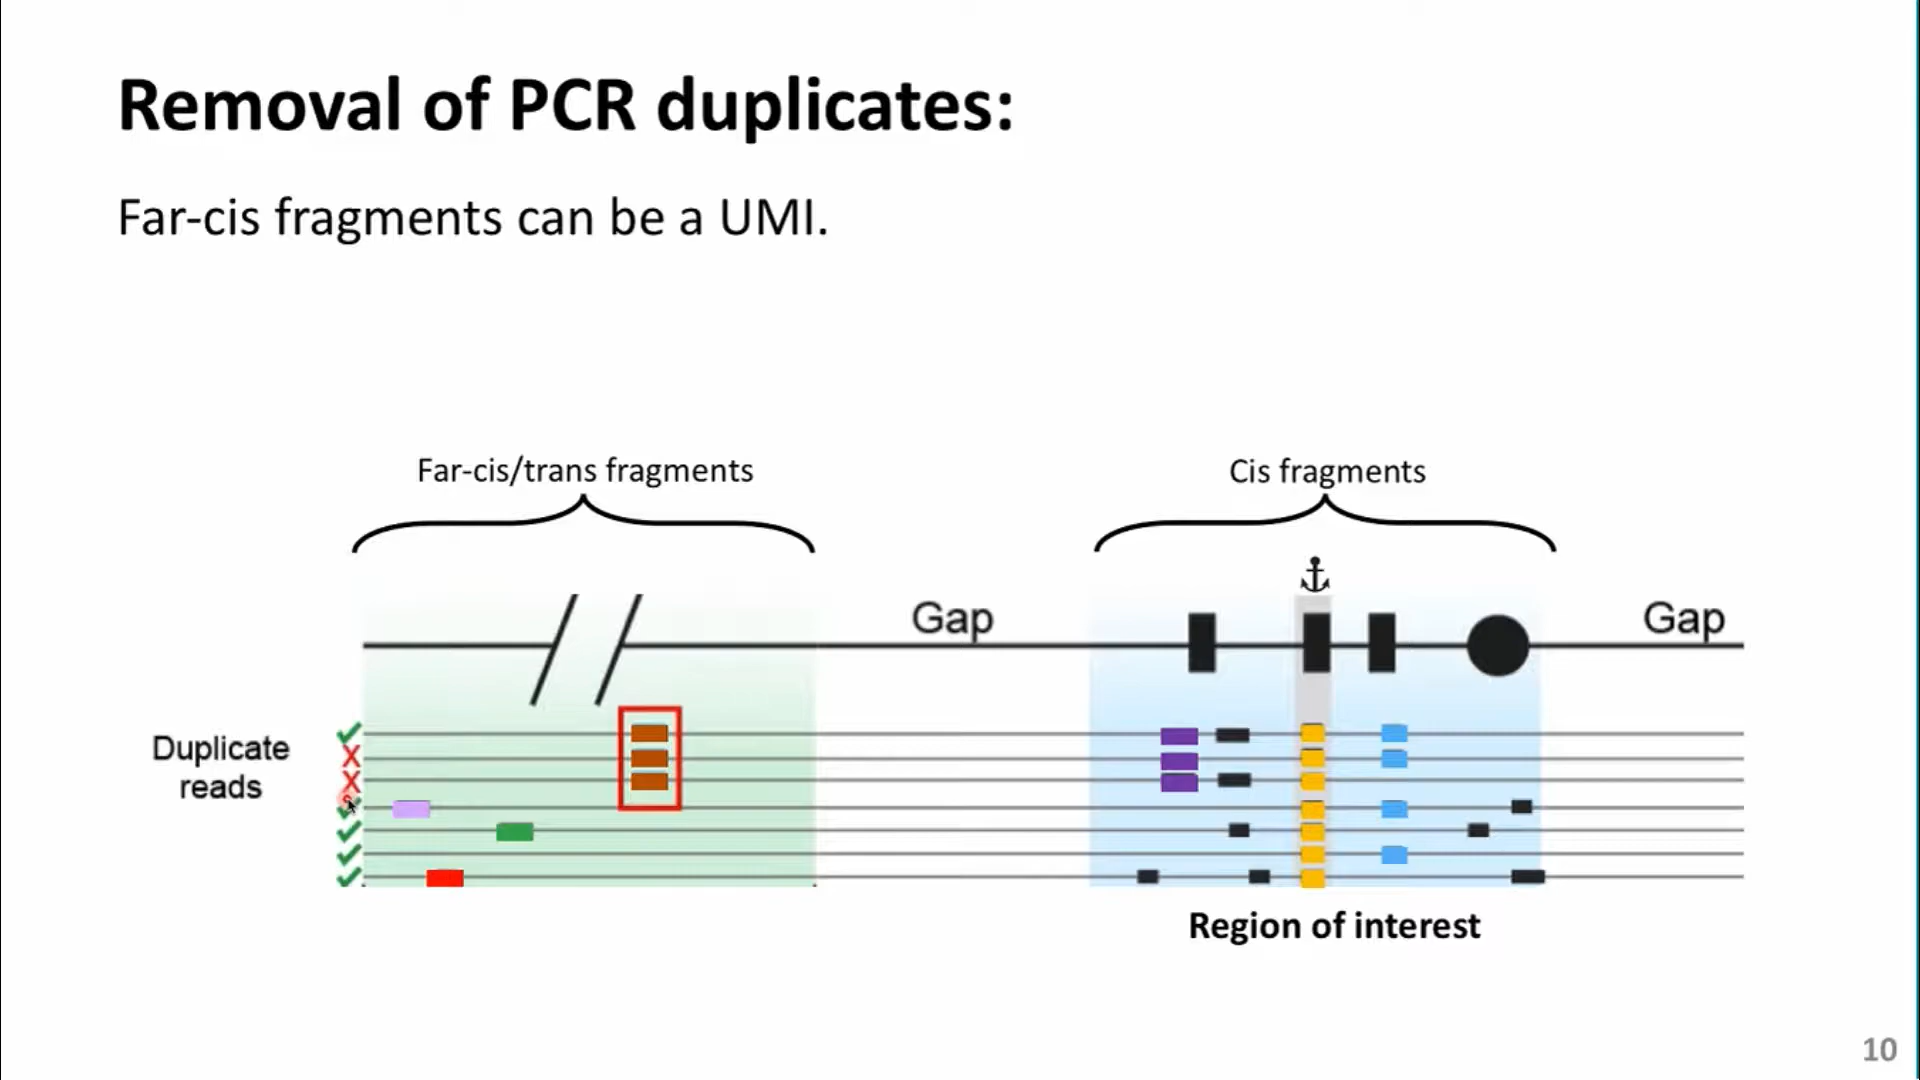 Removal of PCR duplicates:
Far-cis fragments can be a UMI.
Far-cis/trans fragments
Cis fragments
Gap
Gap
Duplicate
reads
Region of interest
10